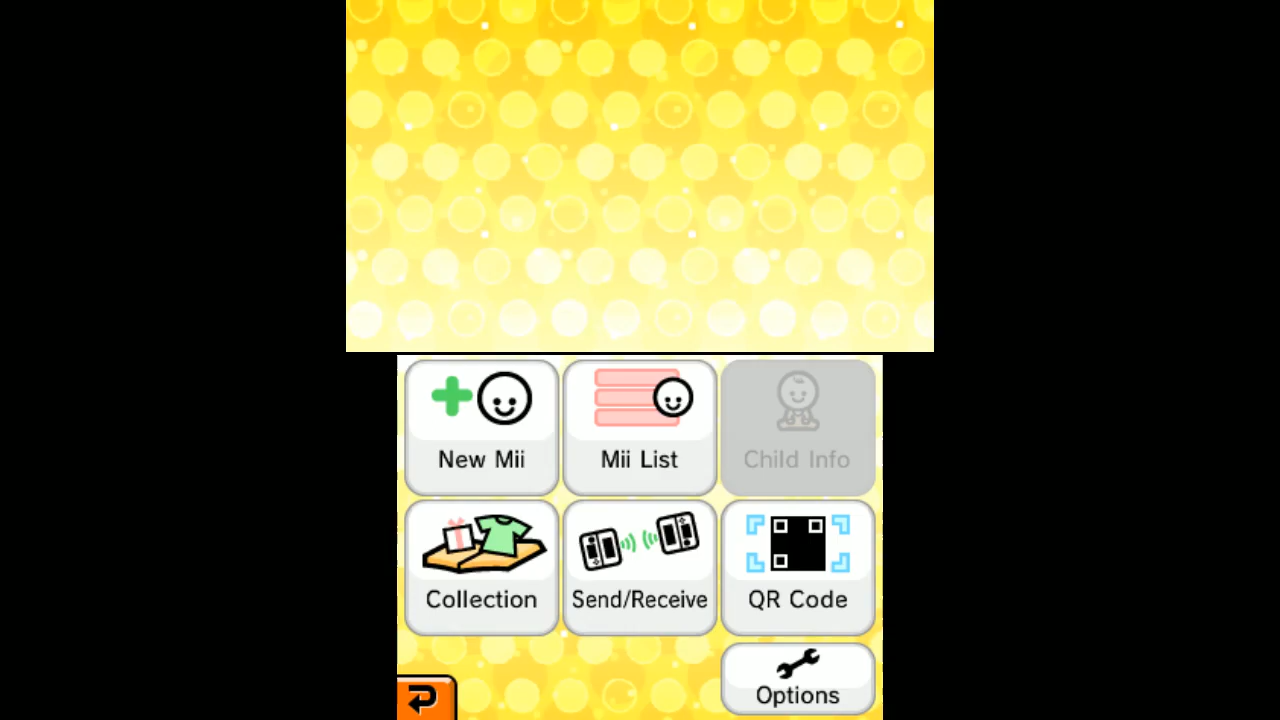 New Mii
Mii List
Child Info
Collection
Send/Receive
QR Code
Options